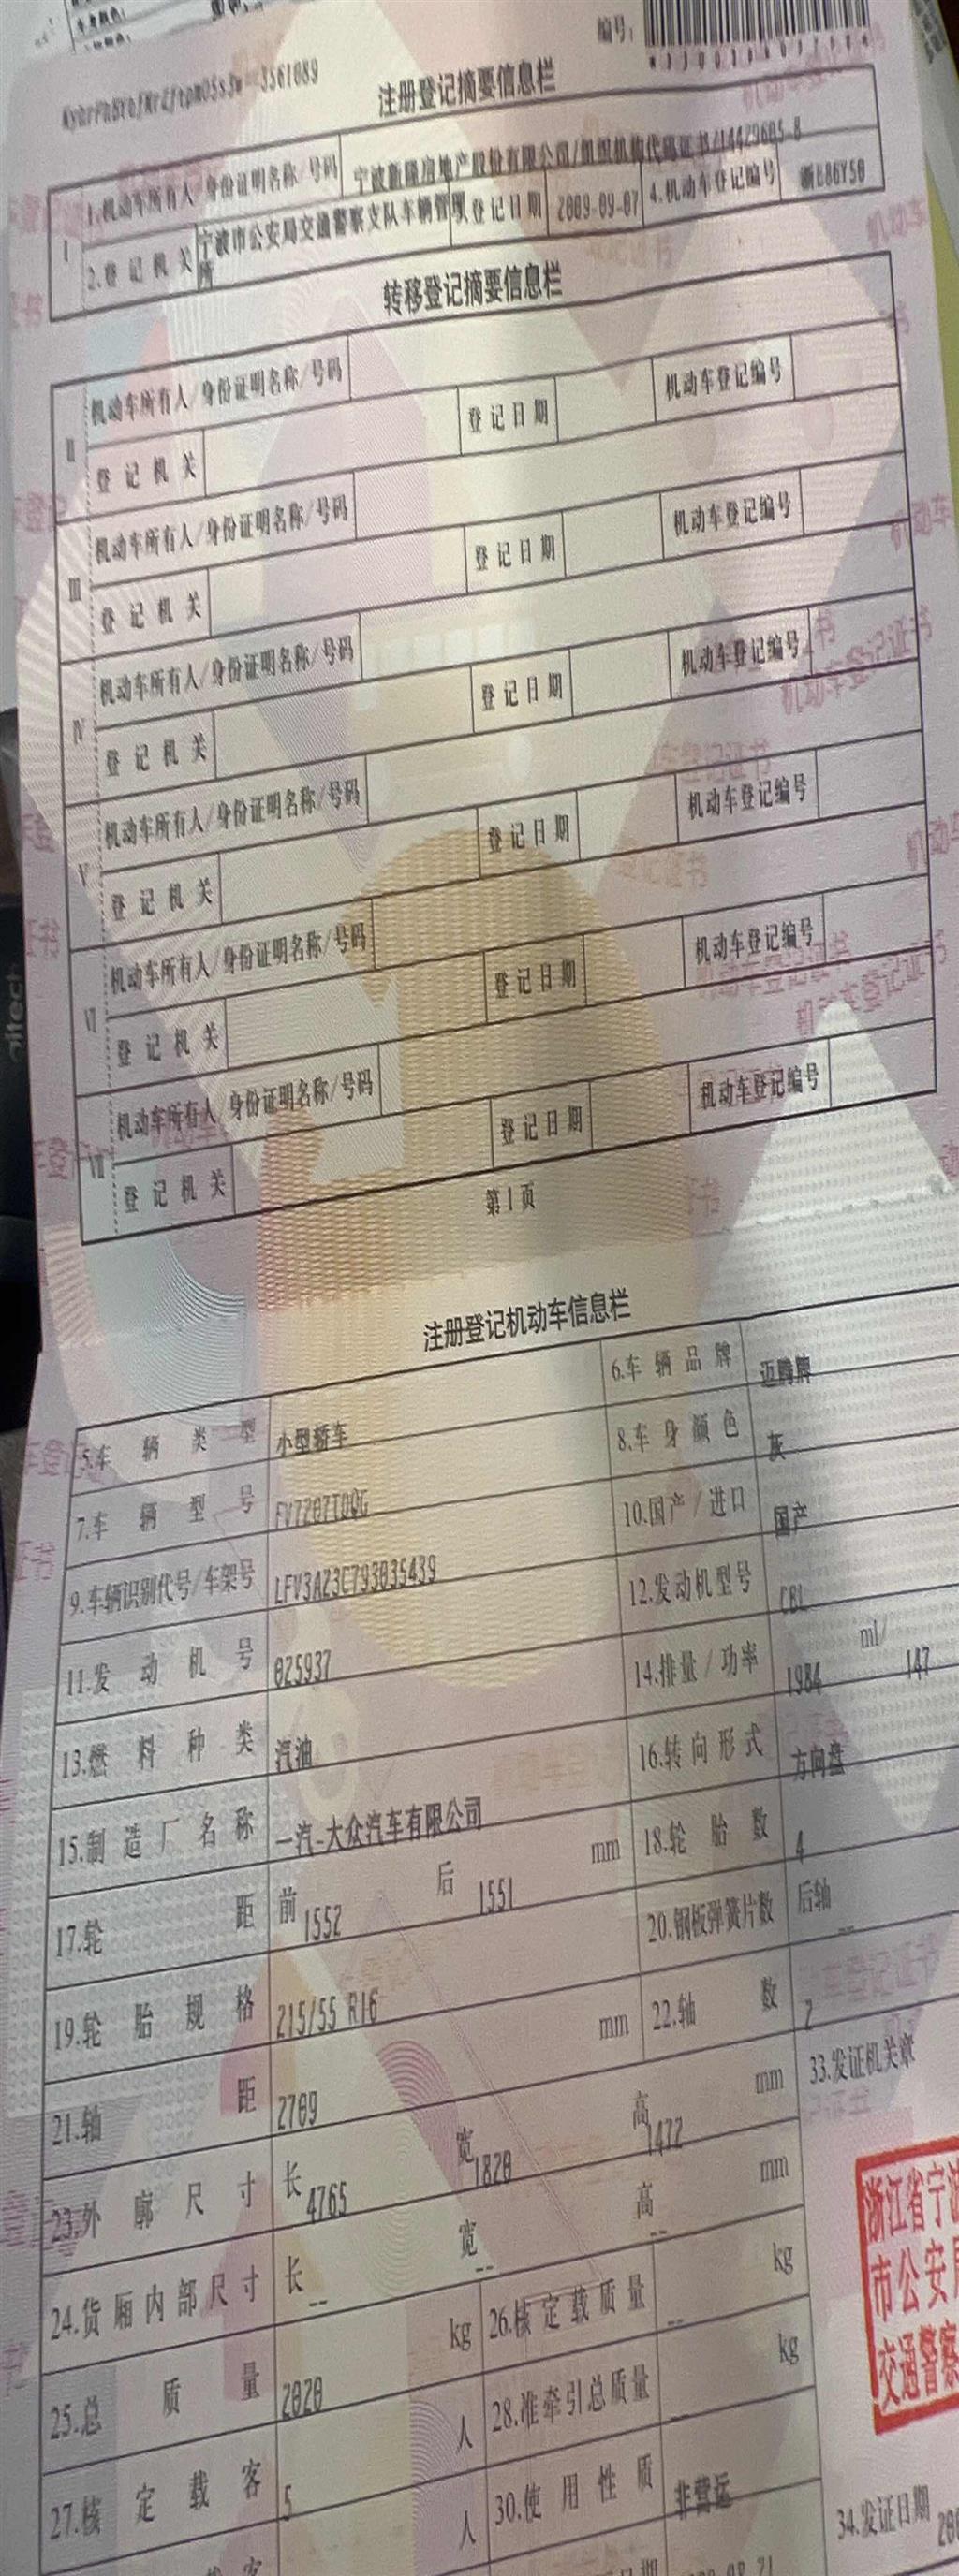 编号:
注册登记摘要信息栏
I
1.机动车所有人/身份证明名称/号码
宁波新隆房地产股份有限公司/组织机构代码证书/14429605-8
2.登记机关
宁波市公安局交通警察支队车辆管理所
登记日期
2009-09-07
4.机动车登记编号
浙B86Y50
转移登记摘要信息栏
II
机动车所有人/身份证明名称/号码
登记机关
登记日期
机动车登记编号
III
机动车所有人/身份证明名称/号码
登记机关
登记日期
机动车登记编号
IV
机动车所有人/身份证明名称/号码
登记机关
登记日期
机动车登记编号
V
机动车所有人/身份证明名称/号码
登记机关
登记日期
机动车登记编号
VI
机动车所有人/身份证明名称/号码
登记机关
登记日期
机动车登记编号
VII
机动车所有人/身份证明名称/号码
登记机关
登记日期
机动车登记编号
第1页
注册登记机动车信息栏
5.车辆类型 小型轿车 6.车辆品牌 迈腾牌
7.车辆型号 FV7207TDQG 8.车身颜色 灰
9.车辆识别代号/车架号 LFV3AZ3C793035439 10.国产/进口 国产
11.发动机号 025937 12.发动机型号 CBL
13.燃料种类 汽油 14.排量/功率 1984 ml/ 147
15.制造厂名称 一汽-大众汽车有限公司 16.转向形式 方向盘
17.轮距 前 1552 后 1551 mm 18.轮胎数 4
19.轮胎规格 215/55 R16 20.钢板弹簧片数 后轴 --
21.轴距 2709 mm 22.轴数 2
23.外廓尺寸 长 4765 宽 1820 高 1472 mm 33.发证机关章
24.货厢内部尺寸 长 -- 宽 -- 高 -- mm
25.总质量 2020 kg 26.核定载质量 -- kg
27.核定载客 5 人 28.准牵引总质量 -- kg
人 30.使用性质 非营运 34.发证日期
浙江省宁波
市公安局
交通警察